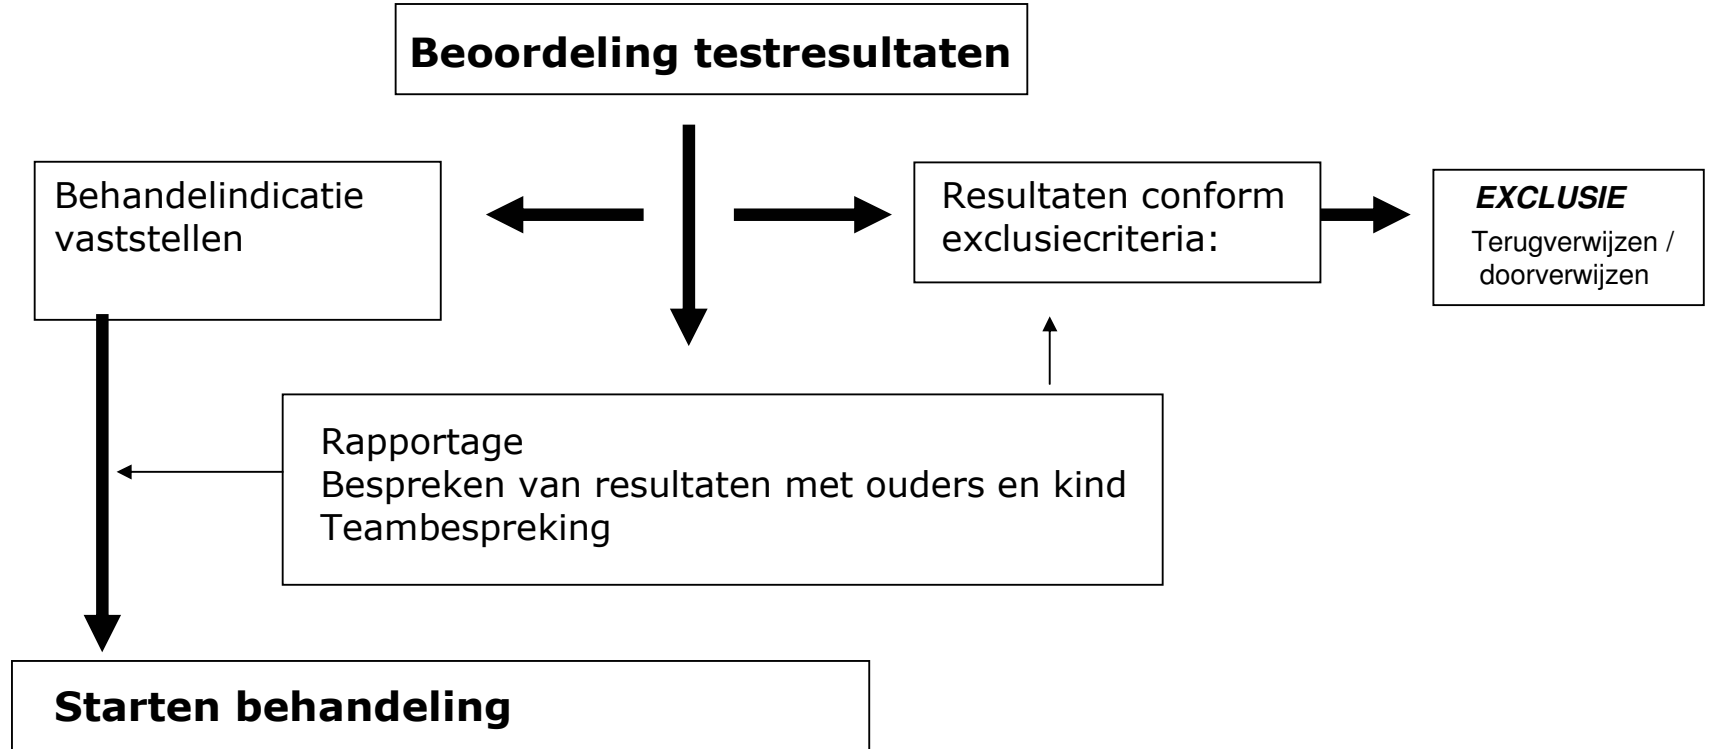 Beoordeling testresultaten
Behandelindicatie
vaststellen
Resultaten conform
exclusiecriteria:
EXCLUSIE
Terugverwijzen /
doorverwijzen
Rapportage
Bespreken van resultaten met ouders en kind
Teambespreking
Starten behandeling